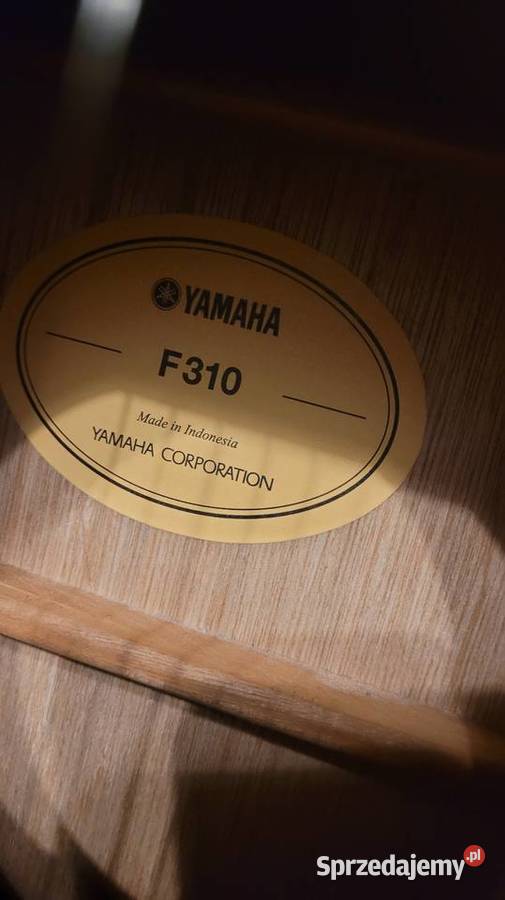 YAMAHA
F310
Made in Indonesia
YAMAHA CORPORATION
Sprzedajemy.pl